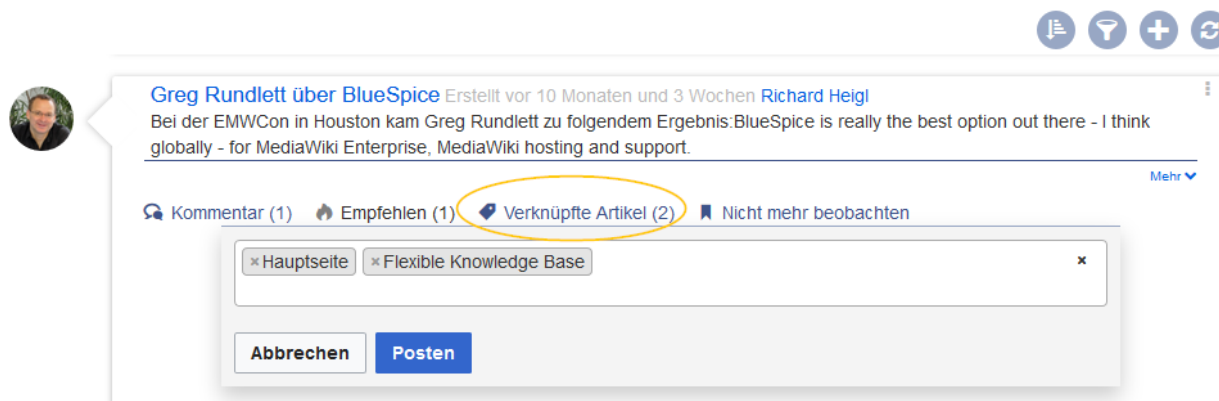 Greg Rundlett über BlueSpice Erstellt vor 10 Monaten und 3 Wochen Richard Heigl
Bei der EMWCon in Houston kam Greg Rundlett zu folgendem Ergebnis:BlueSpice is really the best option out there - I think
globally - for MediaWiki Enterprise, MediaWiki hosting and support.
Mehr
Kommentar (1) Empfehlen (1) Verknüpfte Artikel (2) Nicht mehr beobachten
×Hauptseite ×Flexible Knowledge Base ×
Abbrechen Posten